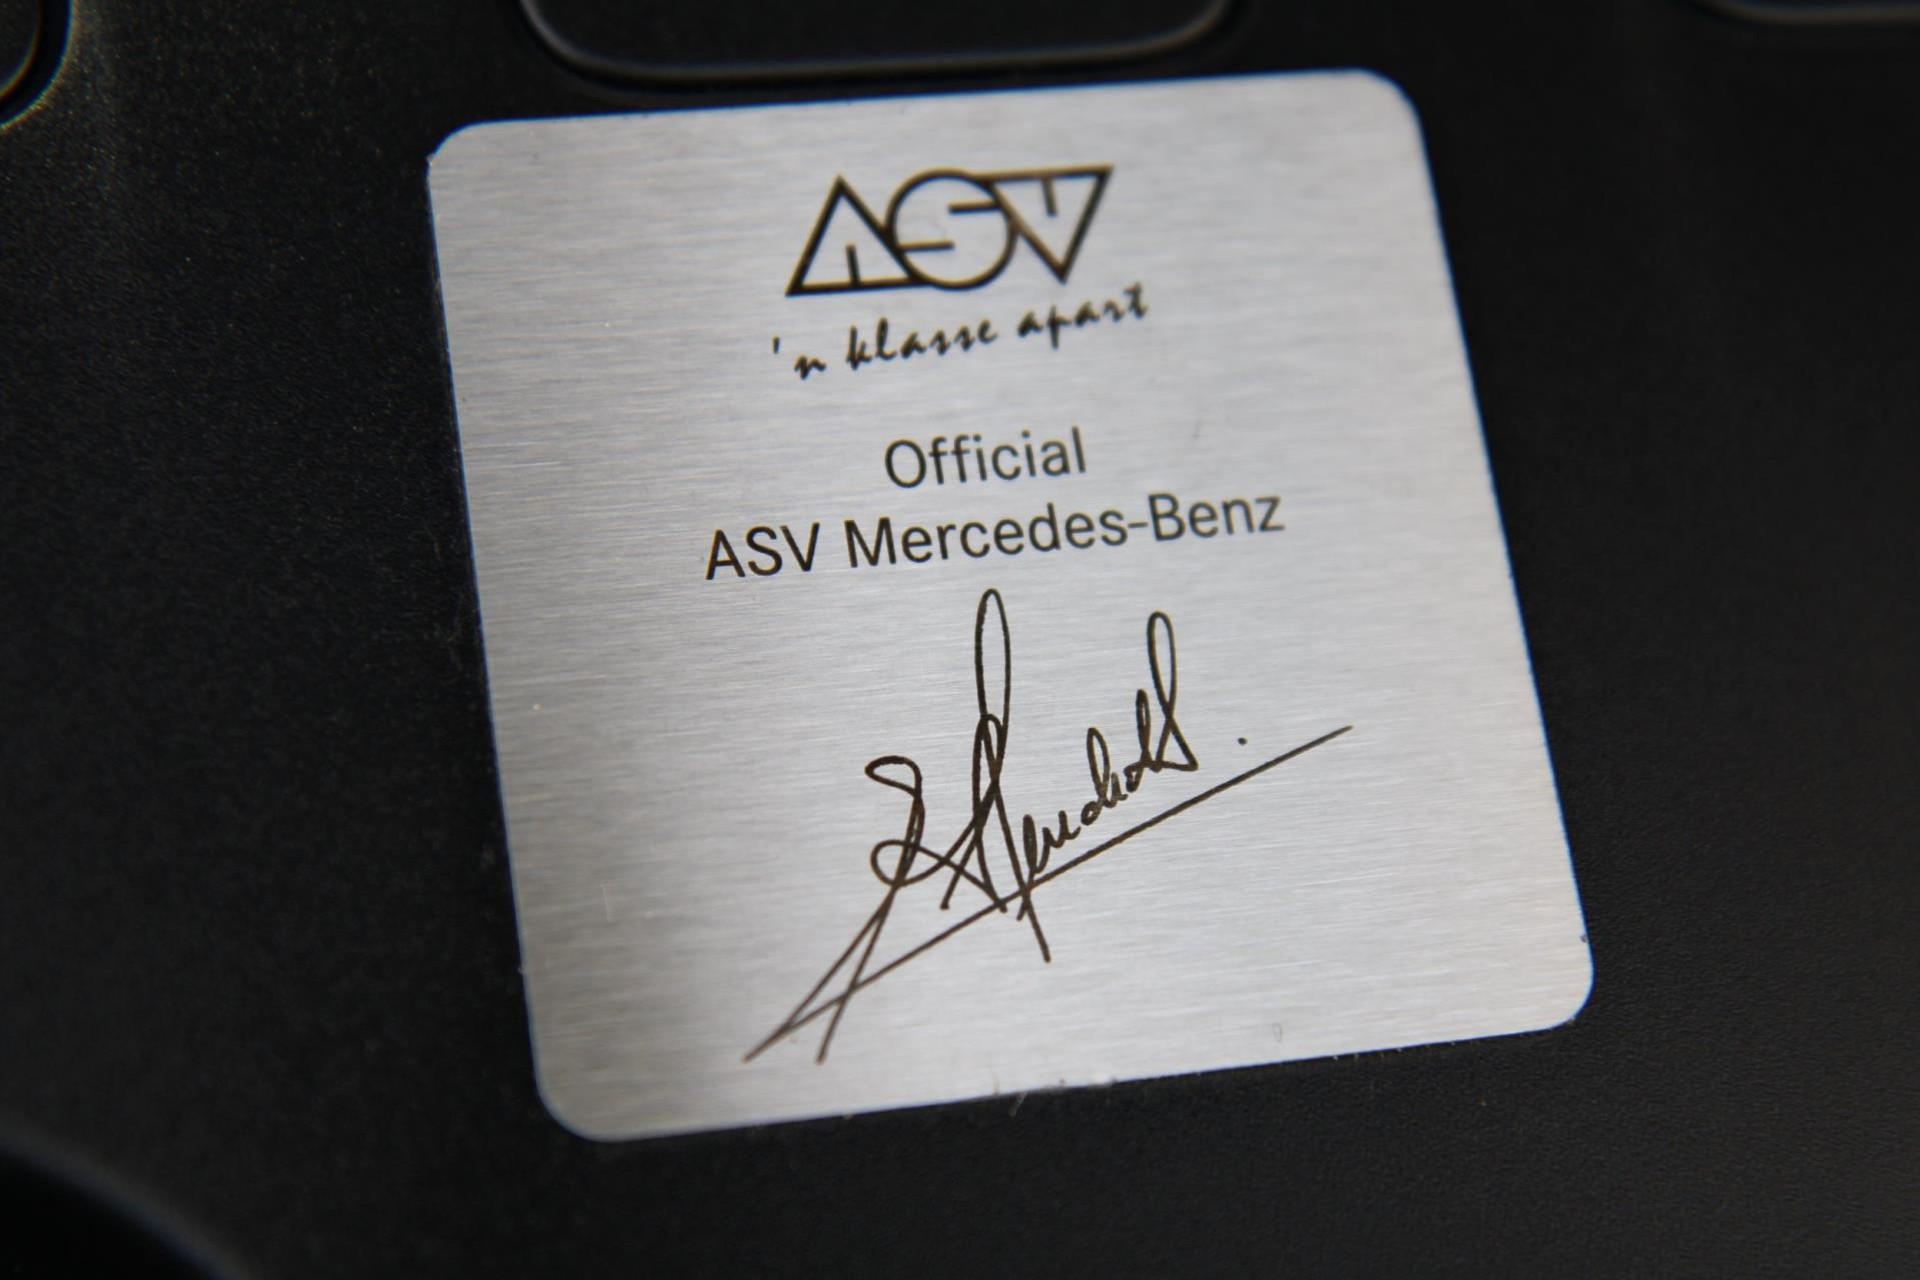 ASV
'n klasse apart
Official
ASV Mercedes-Benz